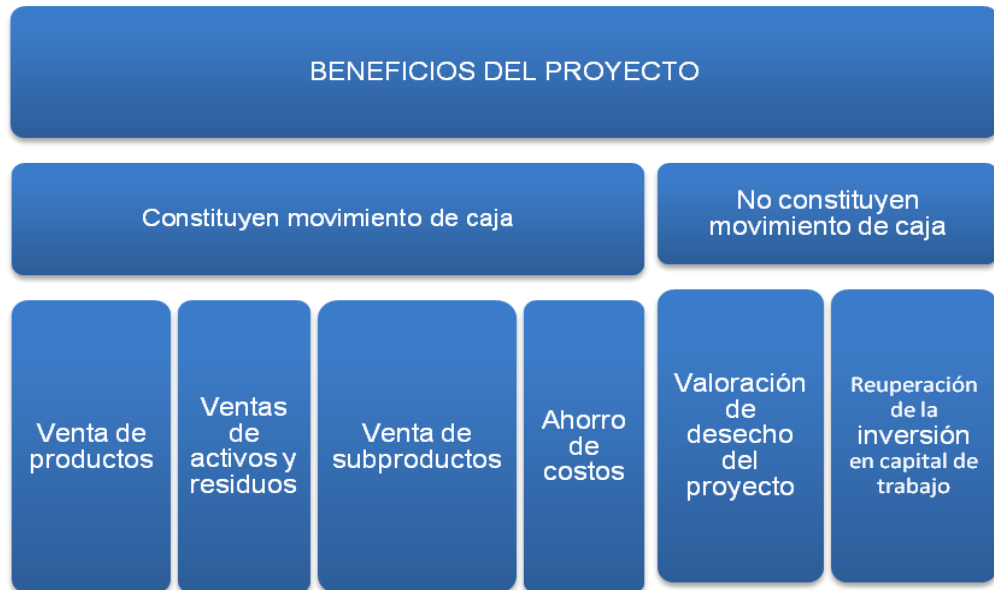 BENEFICIOS DEL PROYECTO
Constituyen movimiento de caja
No constituyen
movimiento de caja
Venta de
productos
Ventas
de
activos y
residuos
Venta de
subproductos
Ahorro
de
costos
Valoración
de
desecho
del
proyecto
Reuperación
de la
inversión
en capital de
trabajo